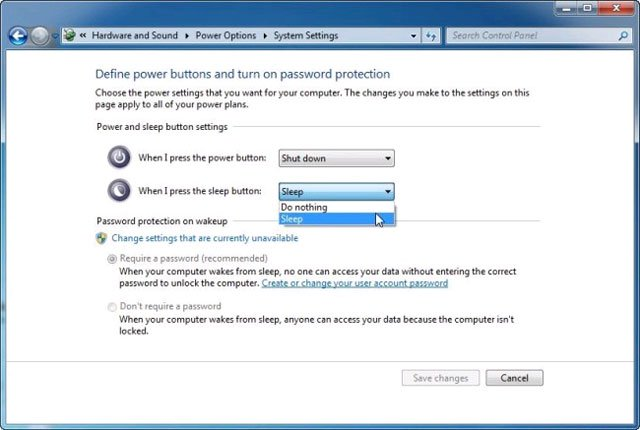 « Hardware and Sound ▸ Power Options ▸ System Settings
Search Control Panel
Define power buttons and turn on password protection
Choose the power settings that you want for your computer. The changes you make to the settings on this
page apply to all of your power plans.
Power and sleep button settings
When I press the power button: Shut down
When I press the sleep button: Sleep
Do nothing
Sleep
Password protection on wakeup
Change settings that are currently unavailable
Require a password (recommended)
When your computer wakes from sleep, no one can access your data without entering the correct
password to unlock the computer. Create or change your user account password
Don't require a password
When your computer wakes from sleep, anyone can access your data because the computer isn't
locked.
Save changes Cancel